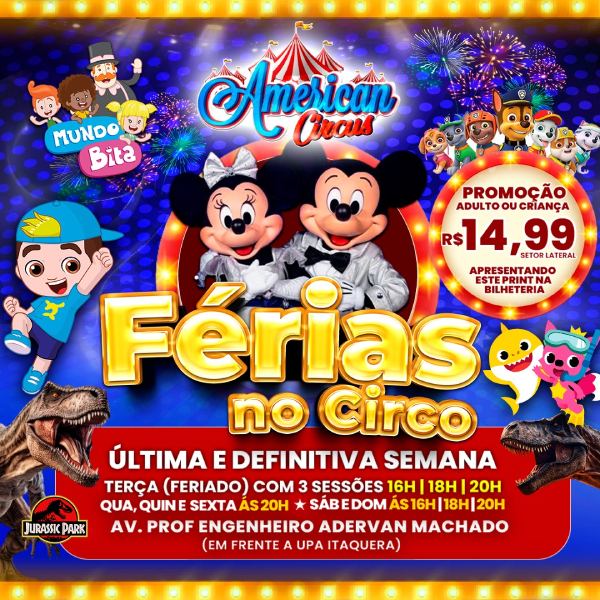 American
Circus
MUNDO
Bita
PROMOÇÃO
ADULTO OU CRIANÇA
R$14,99
SETOR LATERAL
APRESENTANDO
ESTE PRINT NA
BILHETERIA
Férias
no Circo
ÚLTIMA E DEFINITIVA SEMANA
TERÇA (FERIADO) COM 3 SESSÕES 16H | 18H | 20H
QUA, QUIN E SEXTA ÁS 20H ★ SÁB E DOM ÁS 16H|18H|20H
JURASSIC PARK
AV. PROF ENGENHEIRO ADERVAN MACHADO
(EM FRENTE A UPA ITAQUERA)